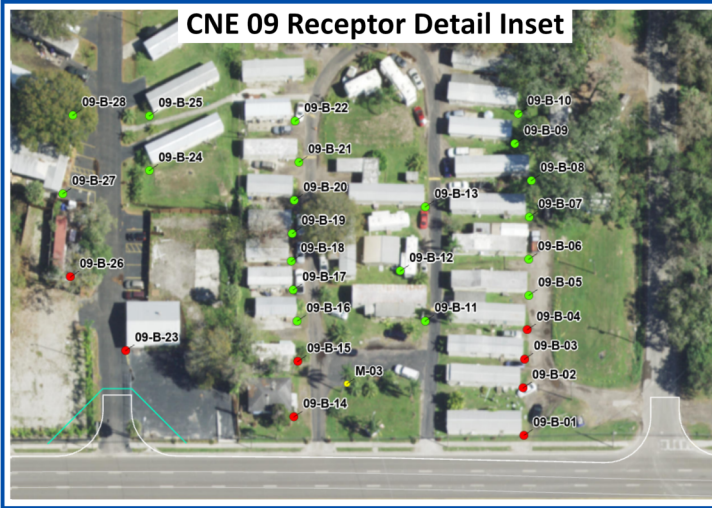 CNE 09 Receptor Detail Inset
09-B-28
09-B-25
09-B-22
09-B-10
09-B-09
09-B-21
09-B-24
09-B-08
09-B-27
09-B-20
09-B-13
09-B-07
09-B-19
09-B-18
09-B-06
09-B-12
09-B-26
09-B-17
09-B-05
09-B-16
09-B-11
09-B-04
09-B-23
09-B-03
09-B-15
M-03
09-B-02
09-B-14
09-B-01